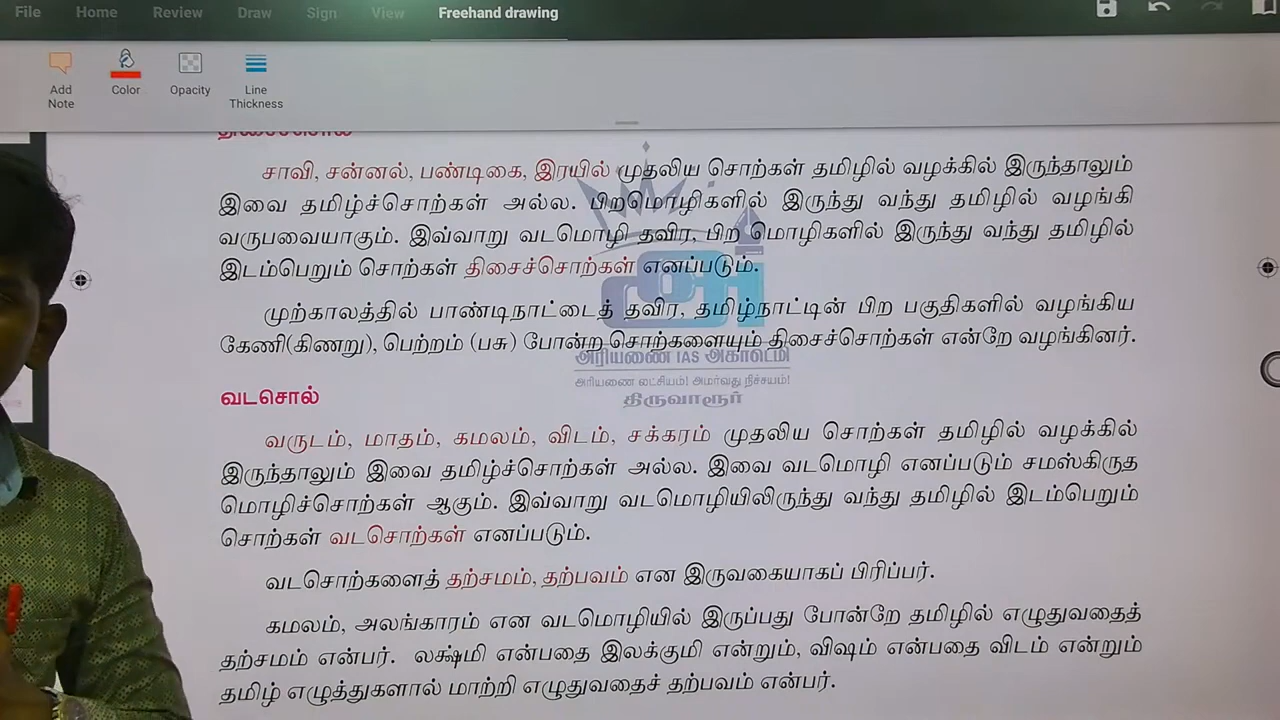 File Home Review Draw Sign View Freehand drawing
Add Note Color Opacity Line Thickness
திசைச்சொல்
சாவி, சன்னல், பண்டிகை, இரயில் முதலிய சொற்கள் தமிழில் வழக்கில் இருந்தாலும்
இவை தமிழ்ச்சொற்கள் அல்ல. பிறமொழிகளில் இருந்து வந்து தமிழில் வழங்கி
வருபவையாகும். இவ்வாறு வடமொழி தவிர, பிற மொழிகளில் இருந்து வந்து தமிழில்
இடம்பெறும் சொற்கள் திசைச்சொற்கள் எனப்படும்.
முற்காலத்தில் பாண்டிநாட்டைத் தவிர, தமிழ்நாட்டின் பிற பகுதிகளில் வழங்கிய
கேணி(கிணறு), பெற்றம் (பசு) போன்ற சொற்களையும் திசைச்சொற்கள் என்றே வழங்கினர்.
அரியணை IAS அகாடெமி
அரியணை லட்சியம்! அமர்வது நிச்சயம்!
திருவாரூர்
வடசொல்
வருடம், மாதம், கமலம், விடம், சக்கரம் முதலிய சொற்கள் தமிழில் வழக்கில்
இருந்தாலும் இவை தமிழ்ச்சொற்கள் அல்ல. இவை வடமொழி எனப்படும் சமஸ்கிருத
மொழிச்சொற்கள் ஆகும். இவ்வாறு வடமொழியிலிருந்து வந்து தமிழில் இடம்பெறும்
சொற்கள் வடசொற்கள் எனப்படும்.
வடசொற்களைத் தற்சமம், தற்பவம் என இருவகையாகப் பிரிப்பர்.
கமலம், அலங்காரம் என வடமொழியில் இருப்பது போன்றே தமிழில் எழுதுவதைத்
தற்சமம் என்பர். லக்ஷ்மி என்பதை இலக்குமி என்றும், விஷம் என்பதை விடம் என்றும்
தமிழ் எழுத்துகளால் மாற்றி எழுதுவதைச் தற்பவம் என்பர்.